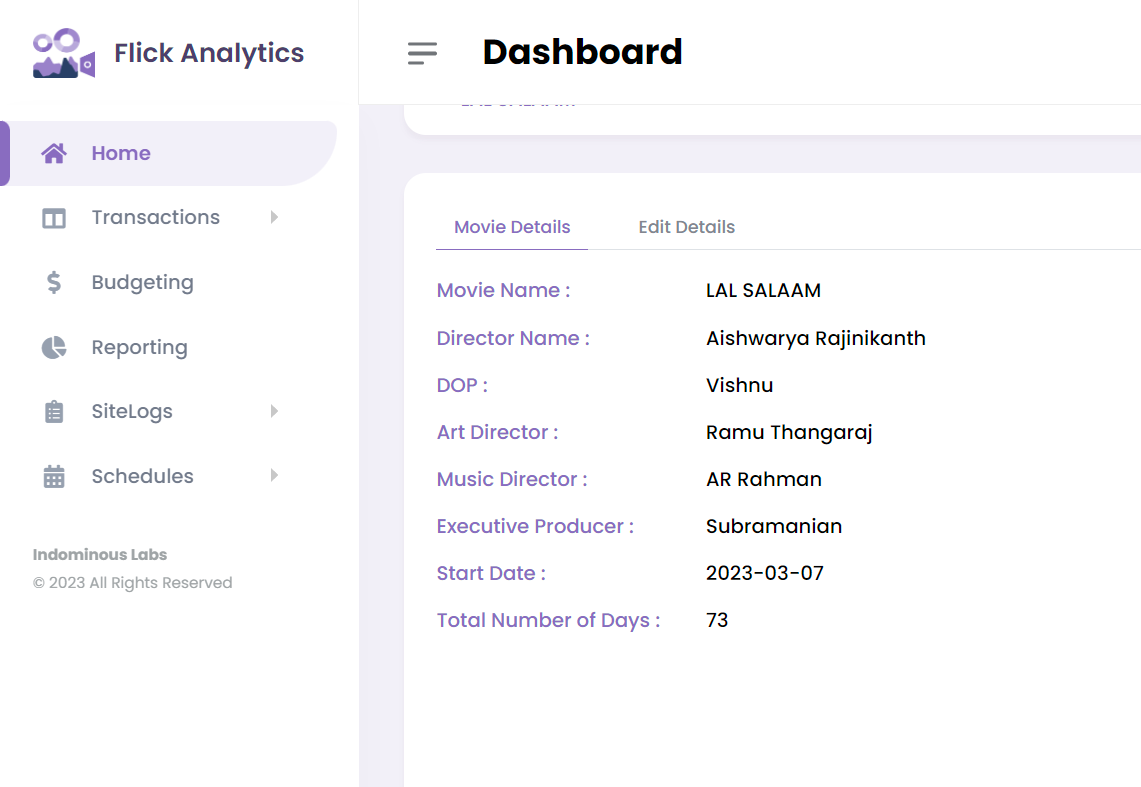 Flick Analytics
Dashboard
Home
Transactions
Budgeting
Reporting
SiteLogs
Schedules
Indominous Labs
© 2023 All Rights Reserved
Movie Details
Edit Details
Movie Name : LAL SALAAM
Director Name : Aishwarya Rajinikanth
DOP : Vishnu
Art Director : Ramu Thangaraj
Music Director : AR Rahman
Executive Producer : Subramanian
Start Date : 2023-03-07
Total Number of Days : 73